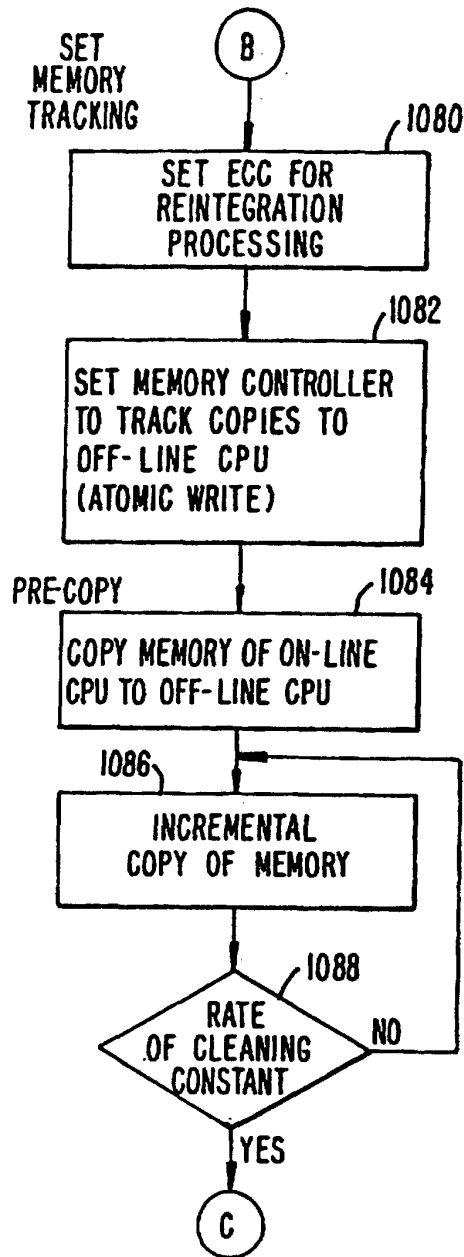 B
SET
MEMORY
TRACKING
1080
SET ECC FOR
REINTEGRATION
PROCESSING
1082
SET MEMORY CONTROLLER
TO TRACK COPIES TO
OFF-LINE CPU
(ATOMIC WRITE)
PRE-COPY
1084
COPY MEMORY OF ON-LINE
CPU TO OFF-LINE CPU
1086
INCREMENTAL
COPY OF MEMORY
1088
RATE
OF CLEANING
CONSTANT
NO
YES
C